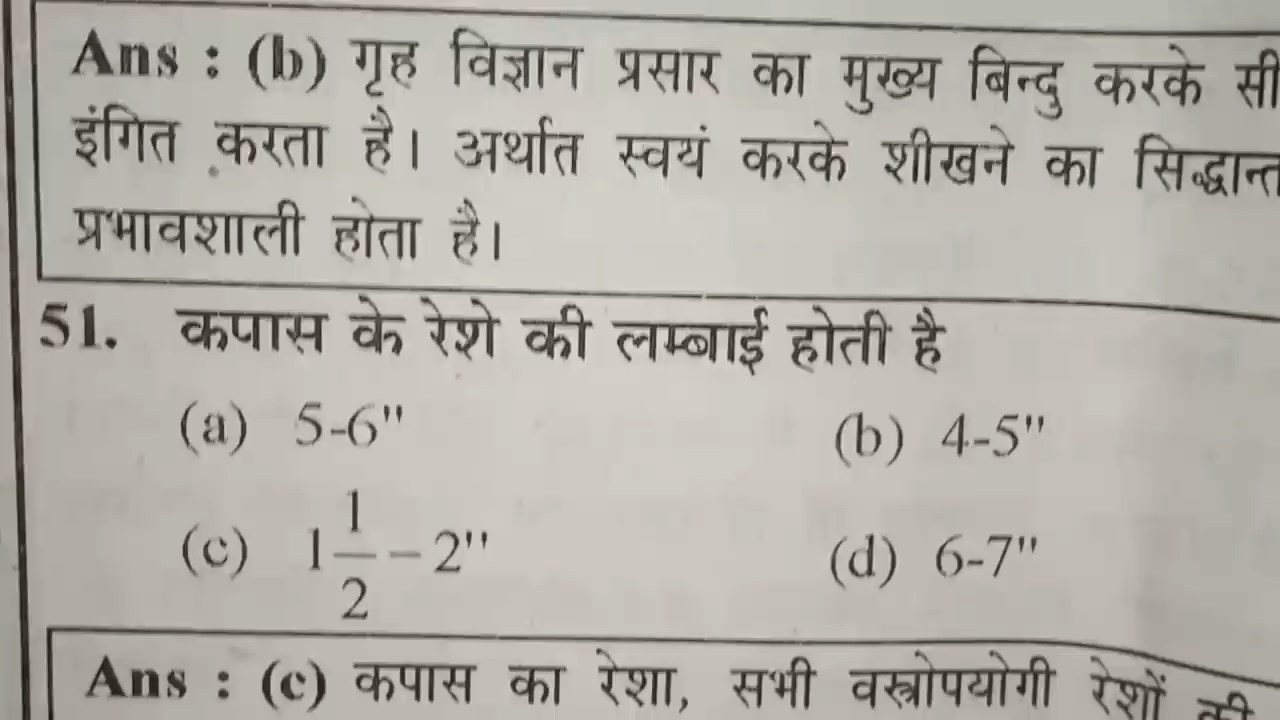 Ans : (b) गृह विज्ञान प्रसार का मुख्य बिन्दु करके सी
इंगित करता है। अर्थात स्वयं करके शीखने का सिद्धान्त
प्रभावशाली होता है।
51. कपास के रेशे की लम्बाई होती है
(a) 5-6" (b) 4-5"
(c) 1 1/2 – 2" (d) 6-7"
Ans : (c) कपास का रेशा, सभी वस्त्रोपयोगी रेशों की